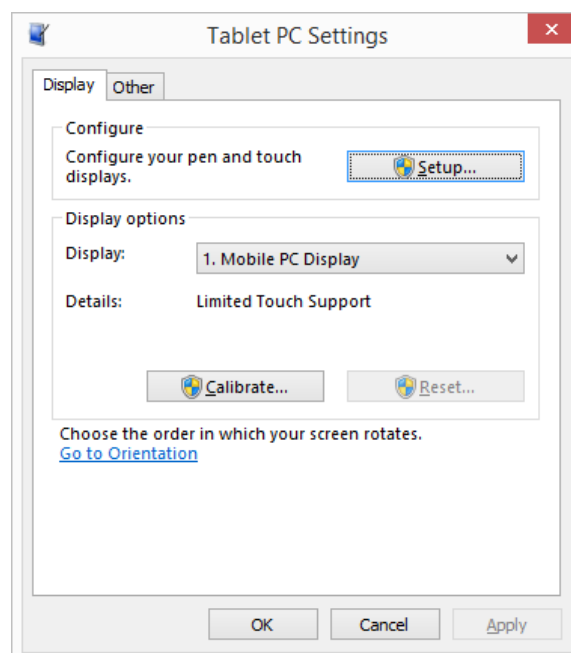 Tablet PC Settings
Display
Other
Configure
Configure your pen and touch
displays.
Setup...
Display options
Display:
1. Mobile PC Display
Details:
Limited Touch Support
Calibrate...
Reset...
Choose the order in which your screen rotates.
Go to Orientation
OK
Cancel
Apply